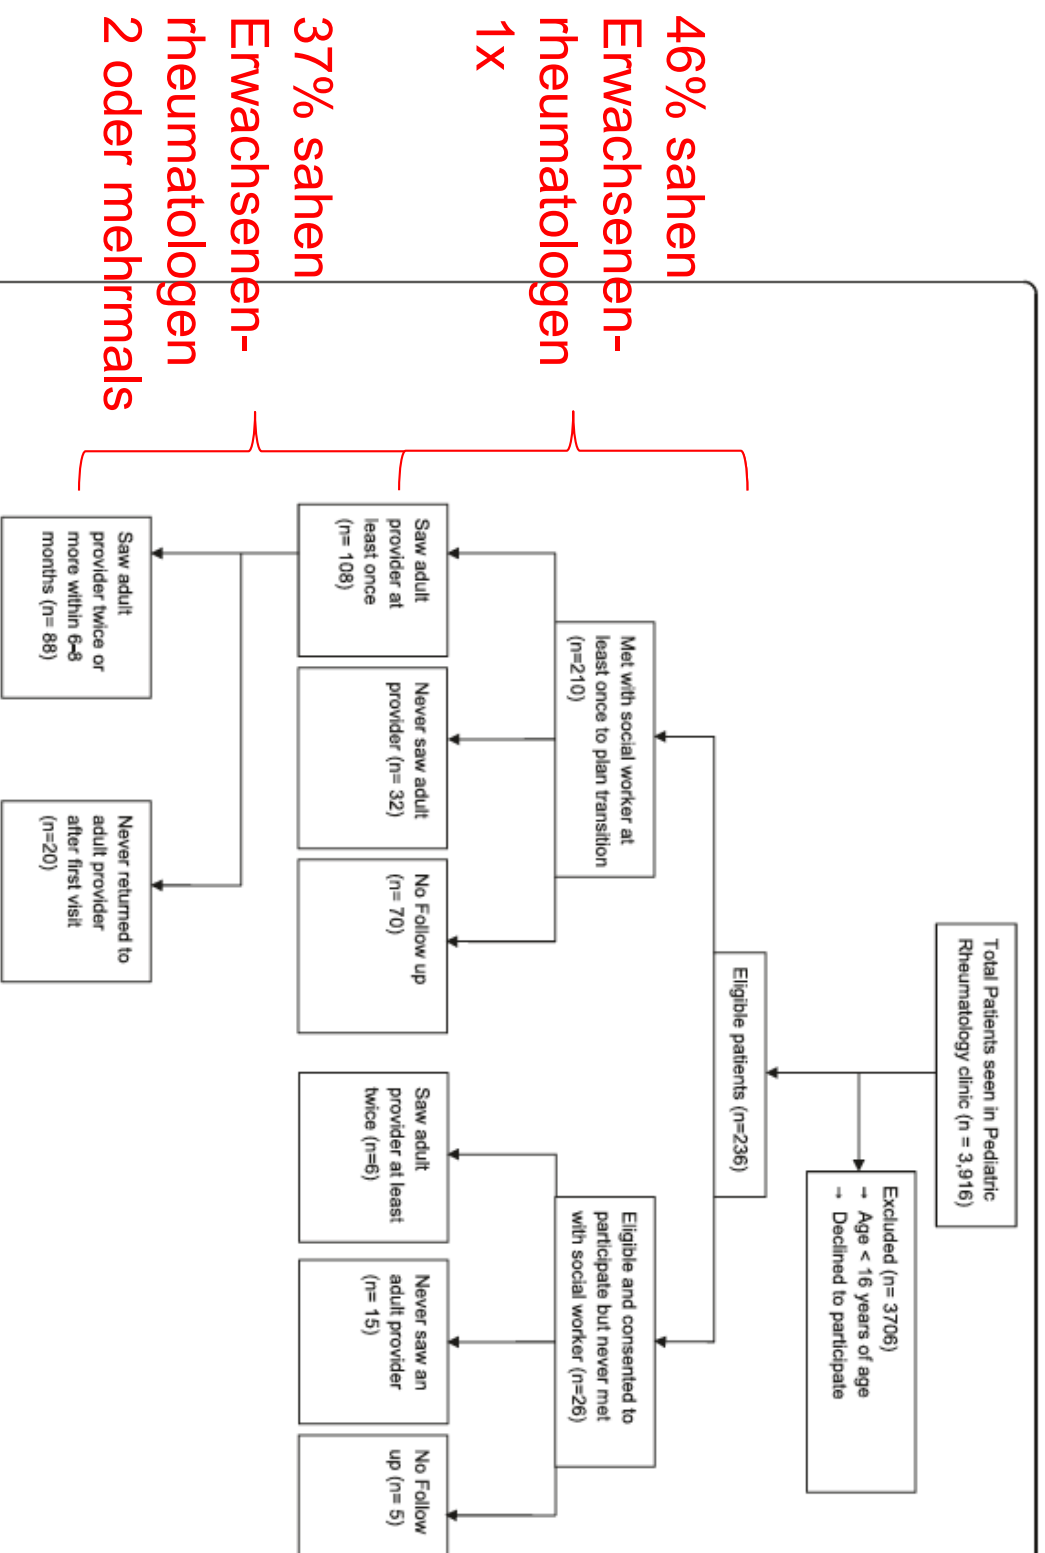 46% sahen
Erwachsenen-
rheumatologen
1x
37% sahen
Erwachsenen-
rheumatologen
2 oder mehrmals
Total Patients seen in Pediatric
Rheumatology clinic (n = 3,916)
Excluded (n= 3706)
→ Age < 16 years of age
→ Declined to participate
Eligible patients (n=236)
Met with social worker at
least once to plan transition
(n=210)
Eligible and consented to
participate but never met
with social worker (n=26)
Saw adult
provider at
least once
(n= 108)
Never saw adult
provider (n= 32)
No Follow up
(n= 70)
Saw adult
provider at least
twice (n=6)
Never saw an
adult provider
(n= 15)
No Follow
up (n= 5)
Saw adult
provider twice or
more within 6–8
months (n= 88)
Never returned to
adult provider
after first visit
(n=20)